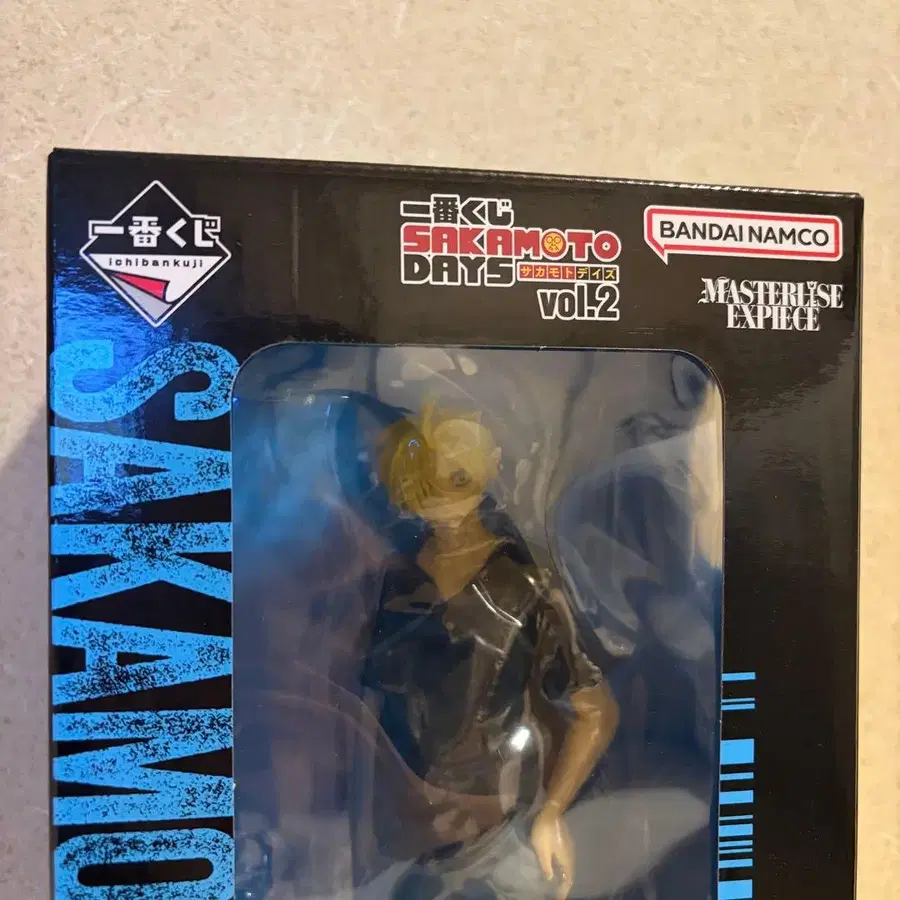 一番くじ
ichibankuji
一番くじ
SAKAMOTO
DAYS サカモトデイズ
vol.2
BANDAI NAMCO
MASTERLISE
EXPIECE
SAKAMO